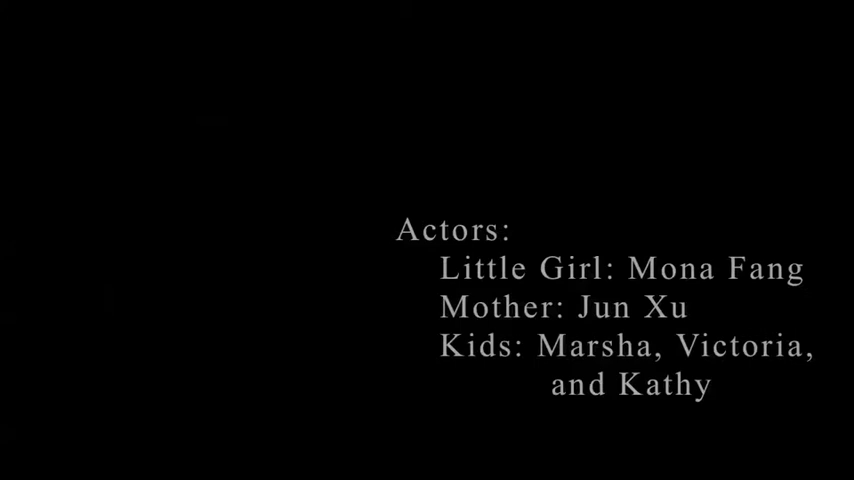 Actors:
Little Girl: Mona Fang
Mother: Jun Xu
Kids: Marsha, Victoria,
and Kathy